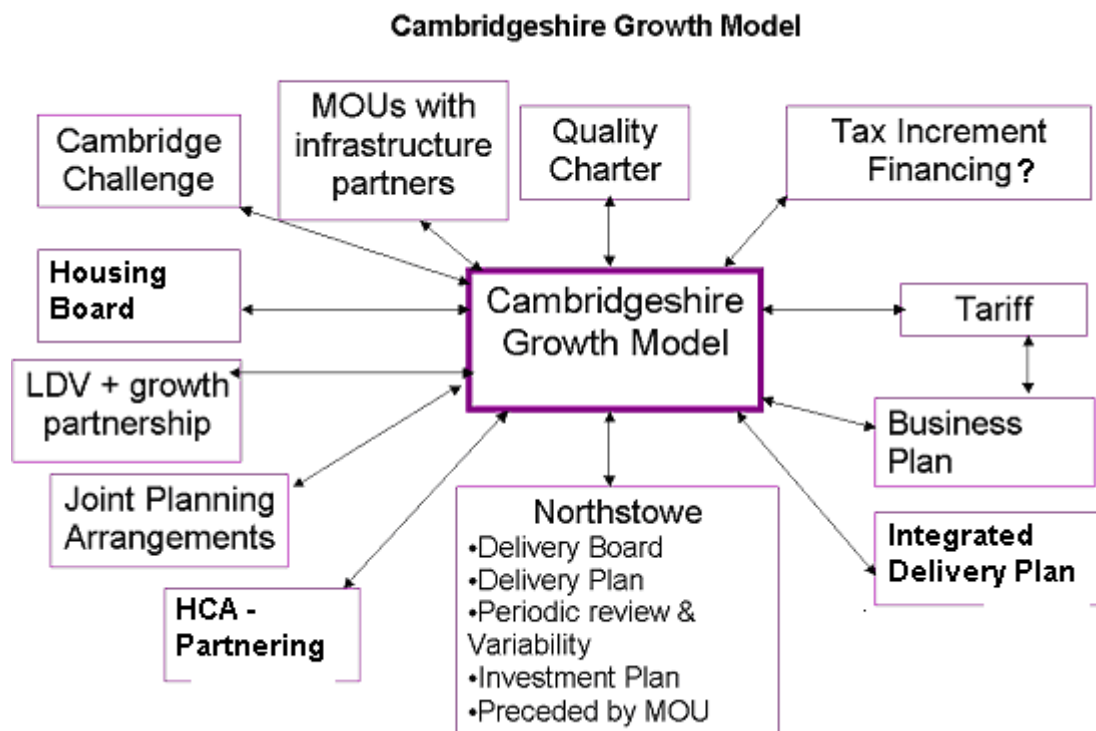 Cambridgeshire Growth Model
Cambridge
Challenge
MOUs with
infrastructure
partners
Quality
Charter
Tax Increment
Financing?
Housing
Board
Cambridgeshire
Growth Model
Tariff
LDV + growth
partnership
Business
Plan
Joint Planning
Arrangements
HCA -
Partnering
Northstowe
•Delivery Board
•Delivery Plan
•Periodic review &
Variability
•Investment Plan
•Preceded by MOU
Integrated
Delivery Plan